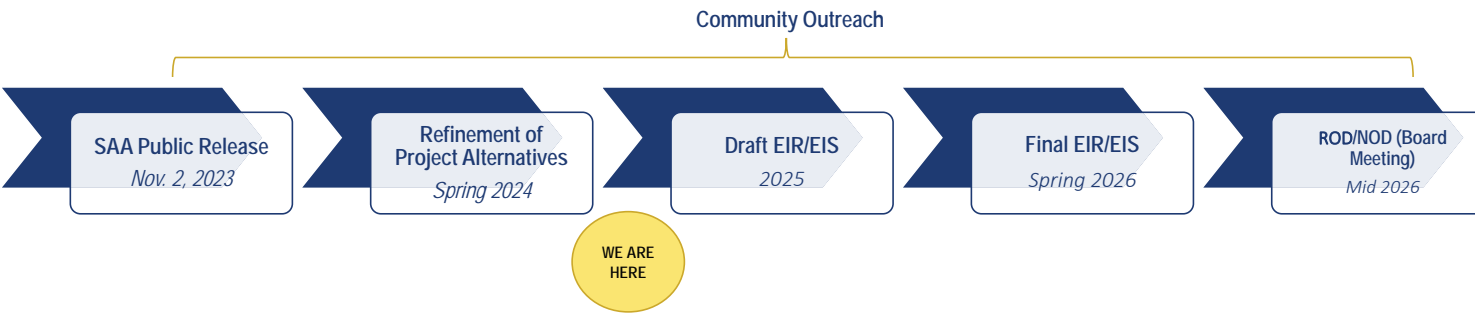 Community Outreach
SAA Public Release
Nov. 2, 2023
Refinement of
Project Alternatives
Spring 2024
Draft EIR/EIS
2025
Final EIR/EIS
Spring 2026
ROD/NOD (Board
Meeting)
Mid 2026
WE ARE
HERE